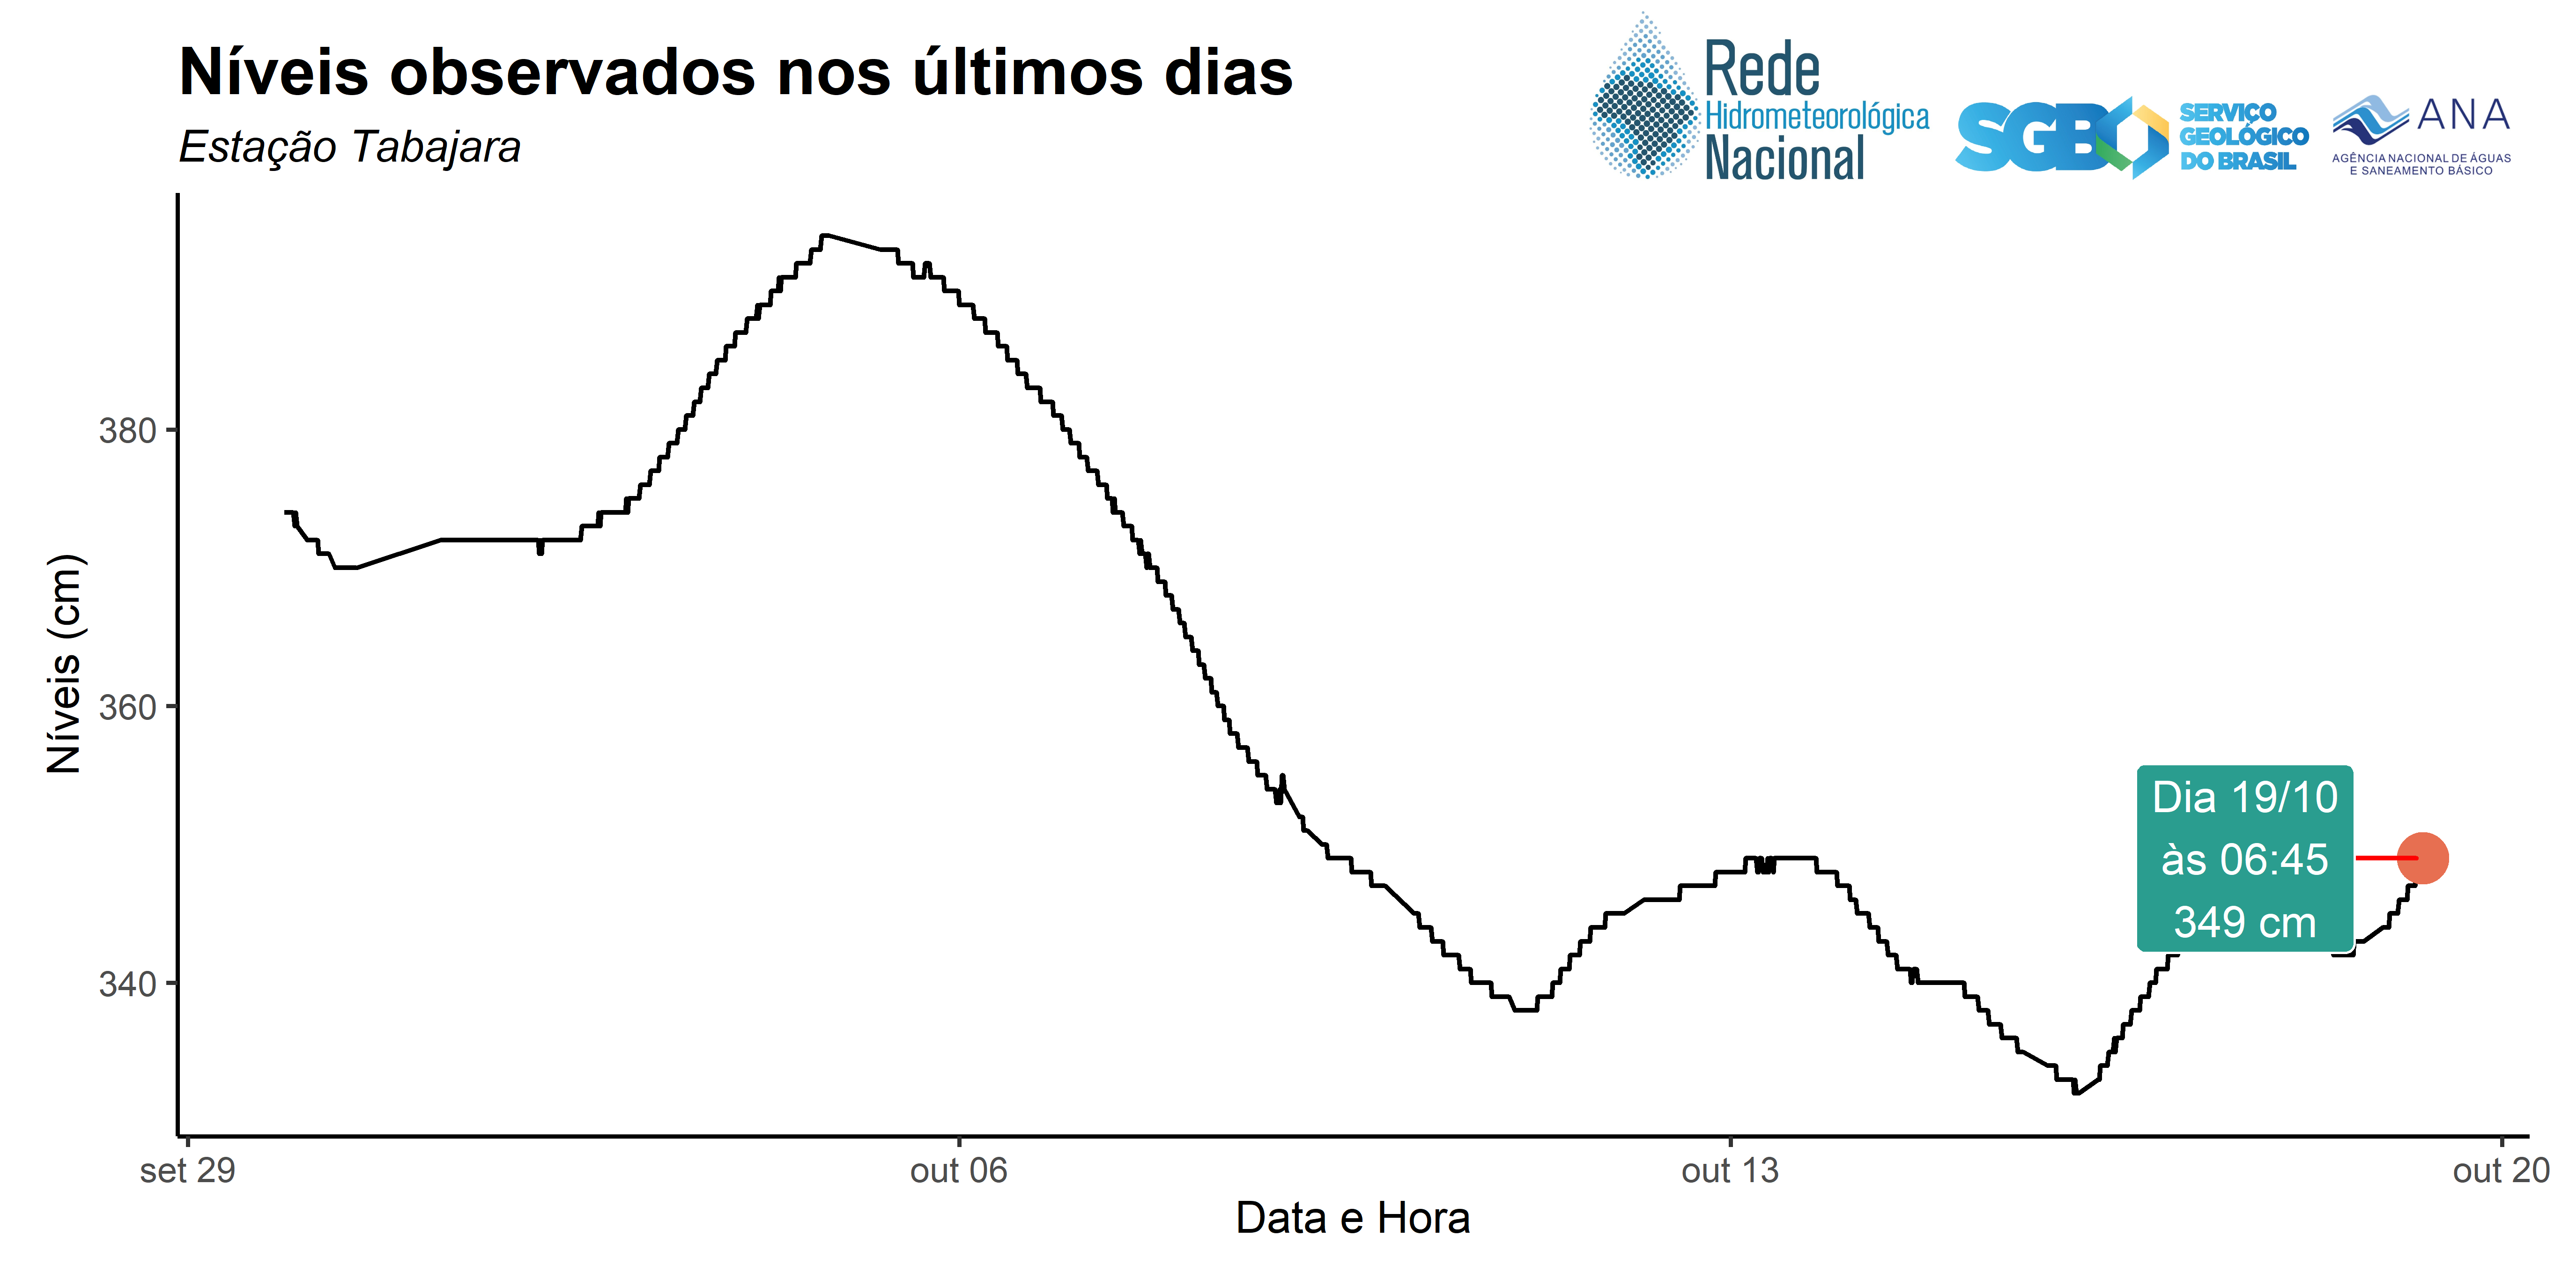 Níveis observados nos últimos dias
Estação Tabajara
Rede
Hidrometeorológica
Nacional
SGB
SERVIÇO
GEOLÓGICO
DO BRASIL
ANA
AGÊNCIA NACIONAL DE ÁGUAS
E SANEAMENTO BÁSICO
Níveis (cm)
380
360
340
Dia 19/10
às 06:45
349 cm
set 29
out 06
out 13
out 20
Data e Hora